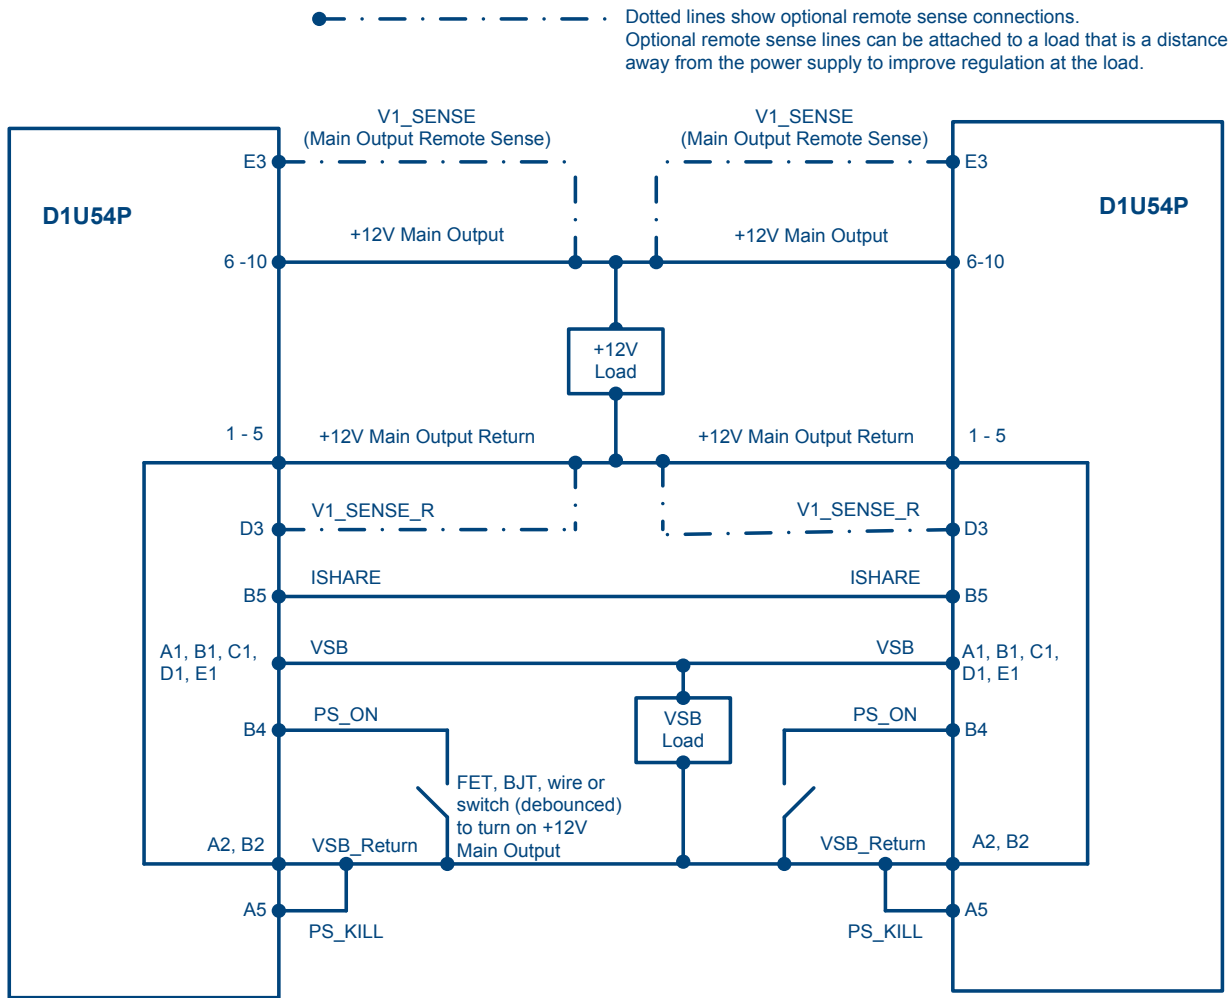 Dotted lines show optional remote sense connections.
Optional remote sense lines can be attached to a load that is a distance
away from the power supply to improve regulation at the load.
V1_SENSE
(Main Output Remote Sense)
V1_SENSE
(Main Output Remote Sense)
E3
E3
D1U54P
D1U54P
+12V Main Output
+12V Main Output
6 -10
6-10
+12V
Load
1 - 5
+12V Main Output Return
+12V Main Output Return
1 - 5
V1_SENSE_R
V1_SENSE_R
D3
D3
ISHARE
ISHARE
B5
B5
A1, B1, C1,
D1, E1
VSB
VSB
A1, B1, C1,
D1, E1
PS_ON
PS_ON
B4
B4
VSB
Load
FET, BJT, wire or
switch (debounced)
to turn on +12V
Main Output
A2, B2
VSB_Return
VSB_Return
A2, B2
A5
A5
PS_KILL
PS_KILL